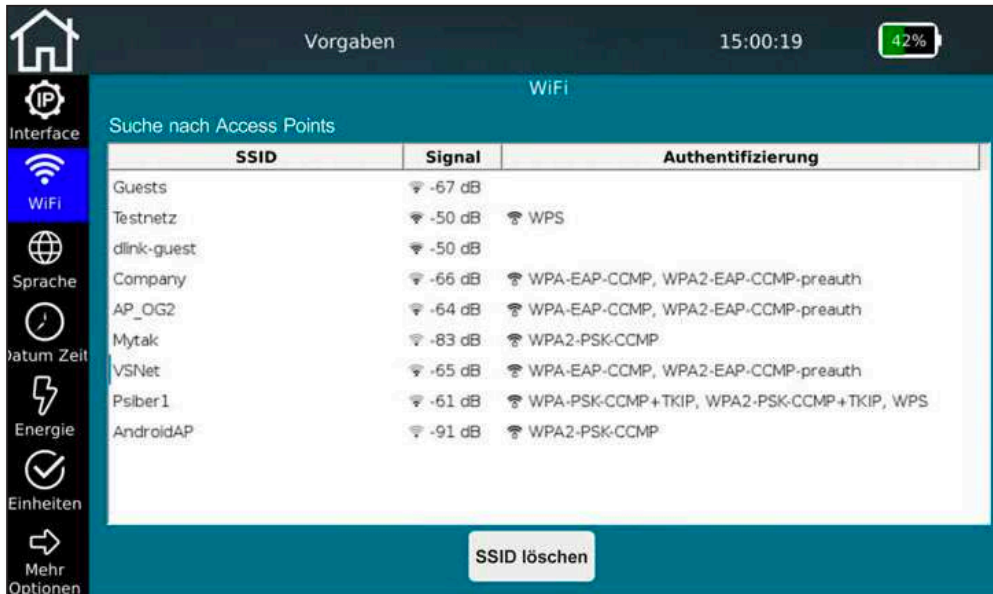 Vorgaben 15:00:19 42%
WiFi
IP
Interface
WiFi
Sprache
Datum Zeit
Energie
Einheiten
Mehr
Optionen
Suche nach Access Points
SSID Signal Authentifizierung
Guests -67 dB
Testnetz -50 dB WPS
dlink-guest -50 dB
Company -66 dB WPA-EAP-CCMP, WPA2-EAP-CCMP-preauth
AP_OG2 -64 dB WPA-EAP-CCMP, WPA2-EAP-CCMP-preauth
Mytak -83 dB WPA2-PSK-CCMP
VSNet -65 dB WPA-EAP-CCMP, WPA2-EAP-CCMP-preauth
Psiber1 -61 dB WPA-PSK-CCMP+TKIP, WPA2-PSK-CCMP+TKIP, WPS
AndroidAP -91 dB WPA2-PSK-CCMP
SSID löschen